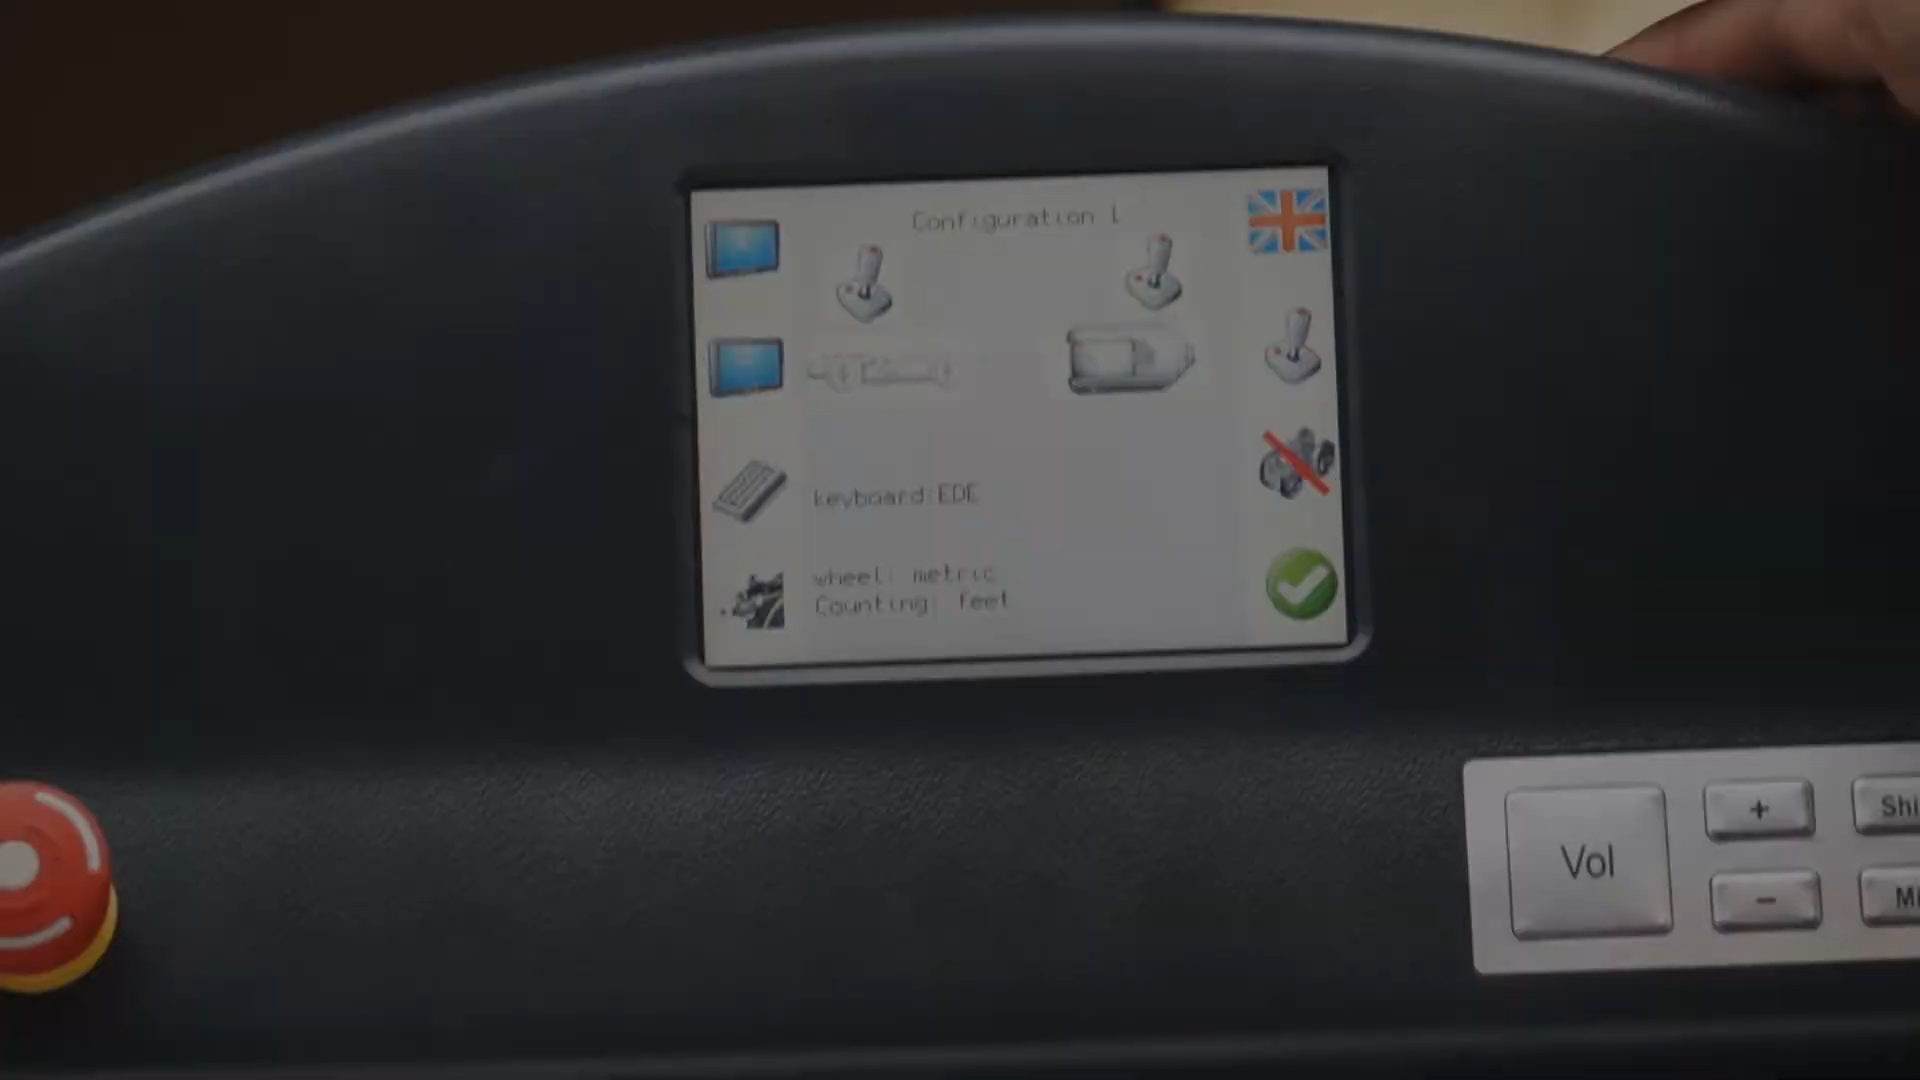 Configuration 1
keyboard:EDE
wheel: metric
Counting: feet
Vol
+
-